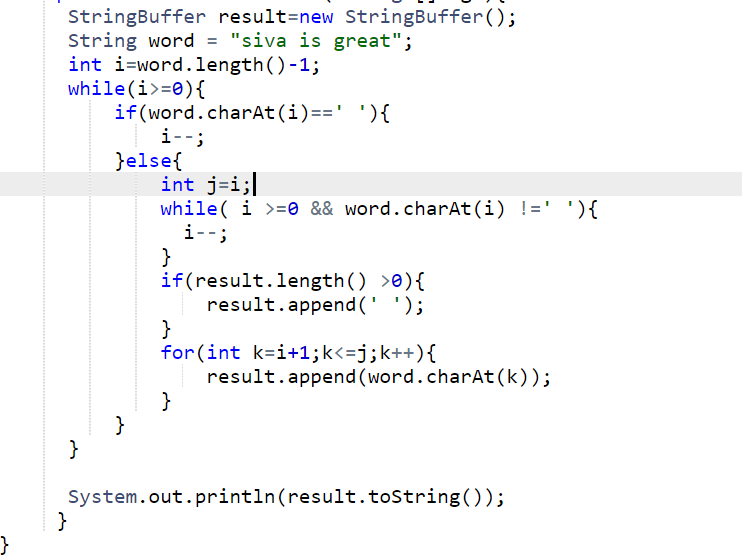 StringBuffer result=new StringBuffer();
String word = "siva is great";
int i=word.length()-1;
while(i>=0){
if(word.charAt(i)==' '){
i--;
}else{
int j=i;
while( i >=0 && word.charAt(i) !=' '){
i--;
}
if(result.length() >0){
result.append(' ');
}
for(int k=i+1;k<=j;k++){
result.append(word.charAt(k));
}
}
}
System.out.println(result.toString());
}
}